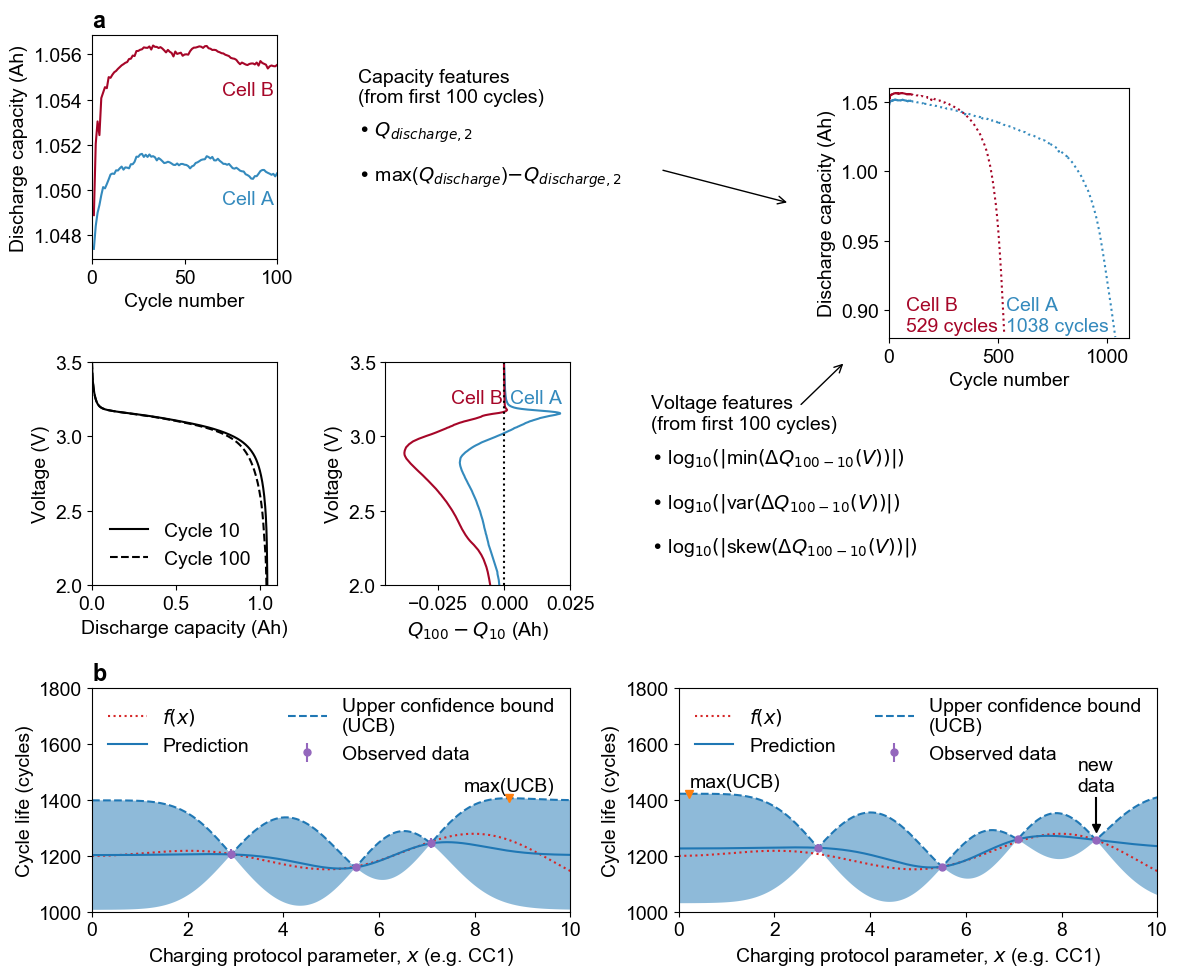 a
1.056
1.054
1.052
1.050
1.048
Discharge capacity (Ah)
Cell B
Cell A
0
50
100
Cycle number
Capacity features
(from first 100 cycles)
• Qdischarge, 2
• max(Qdischarge)−Qdischarge, 2
1.05
1.00
0.95
0.90
Discharge capacity (Ah)
Cell B
529 cycles
Cell A
1038 cycles
0
500
1000
Cycle number
3.5
3.0
2.5
2.0
Voltage (V)
Cycle 10
Cycle 100
0.0
0.5
1.0
Discharge capacity (Ah)
3.5
3.0
2.5
2.0
Voltage (V)
Cell B
Cell A
−0.025
0.000
0.025
Q100 − Q10 (Ah)
Voltage features
(from first 100 cycles)
• log10(|min(ΔQ100 − 10(V))|)
• log10(|var(ΔQ100 − 10(V))|)
• log10(|skew(ΔQ100 − 10(V))|)
b
1800
1600
1400
1200
1000
Cycle life (cycles)
f(x)
Prediction
Upper confidence bound
(UCB)
Observed data
max(UCB)
0
2
4
6
8
10
Charging protocol parameter, x (e.g. CC1)
1800
1600
1400
1200
1000
Cycle life (cycles)
f(x)
Prediction
Upper confidence bound
(UCB)
Observed data
max(UCB)
new
data
0
2
4
6
8
10
Charging protocol parameter, x (e.g. CC1)